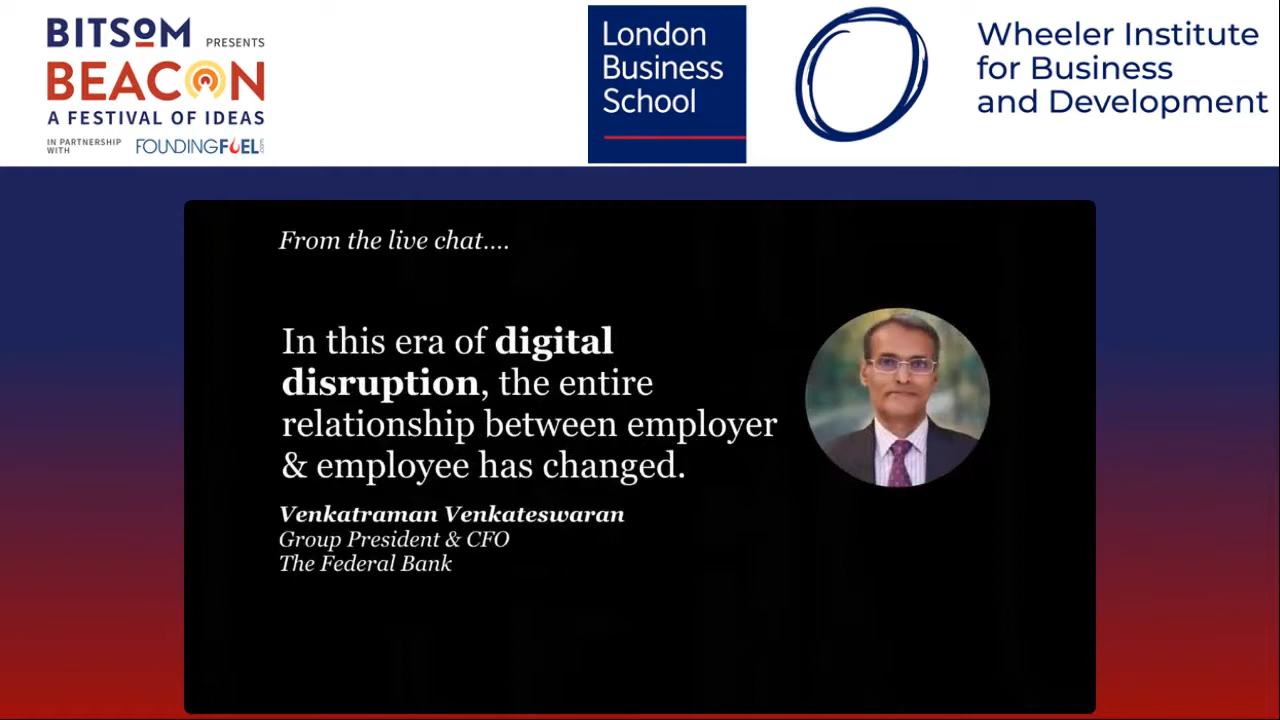 BITSOM PRESENTS
BEACON
A FESTIVAL OF IDEAS
IN PARTNERSHIP
WITH
FOUNDINGFUEL.com
London
Business
School
Wheeler Institute
for Business
and Development
From the live chat....
In this era of digital
disruption, the entire
relationship between employer
& employee has changed.
Venkatraman Venkateswaran
Group President & CFO
The Federal Bank